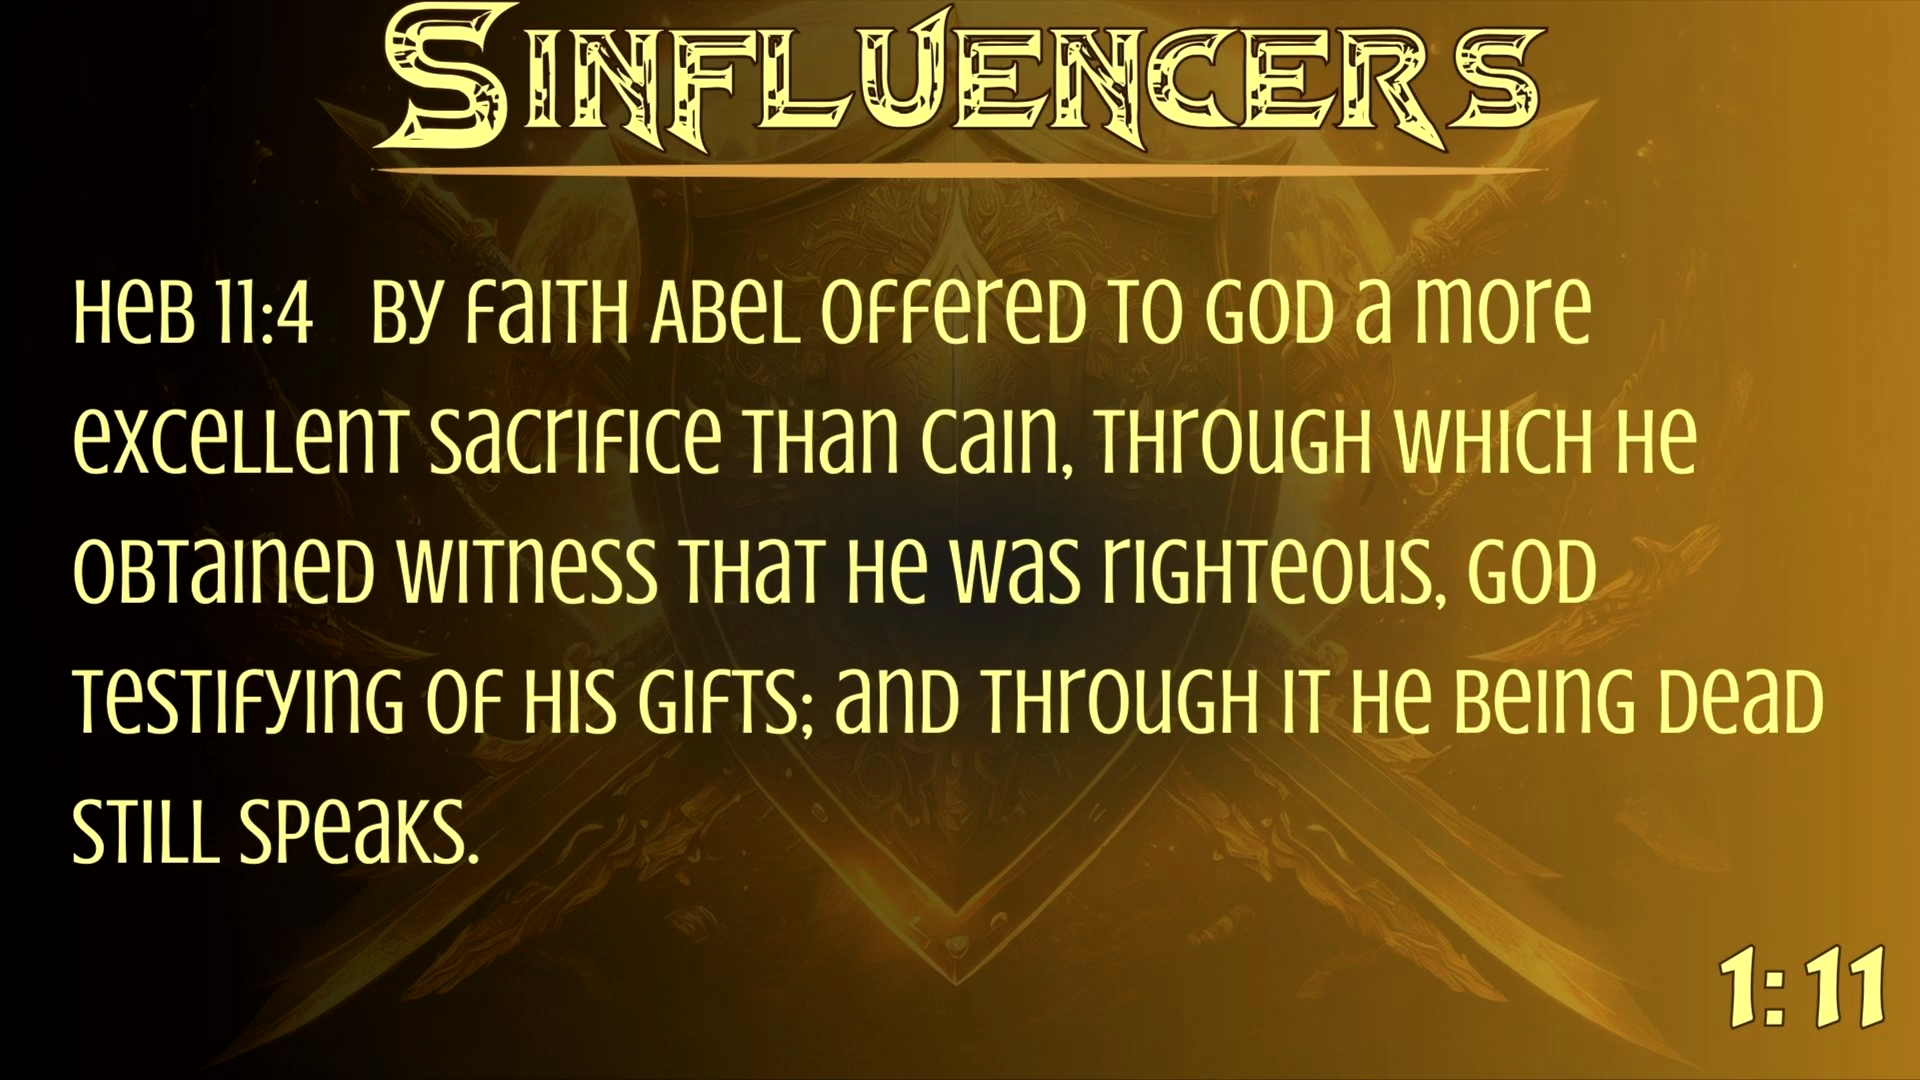 Sinfluencers
Heb 11:4 By faith Abel offered to God a more
excellent sacrifice than Cain, through which he
obtained witness that he was righteous, God
testifying of his gifts; and through it he being dead
still speaks.
1:11